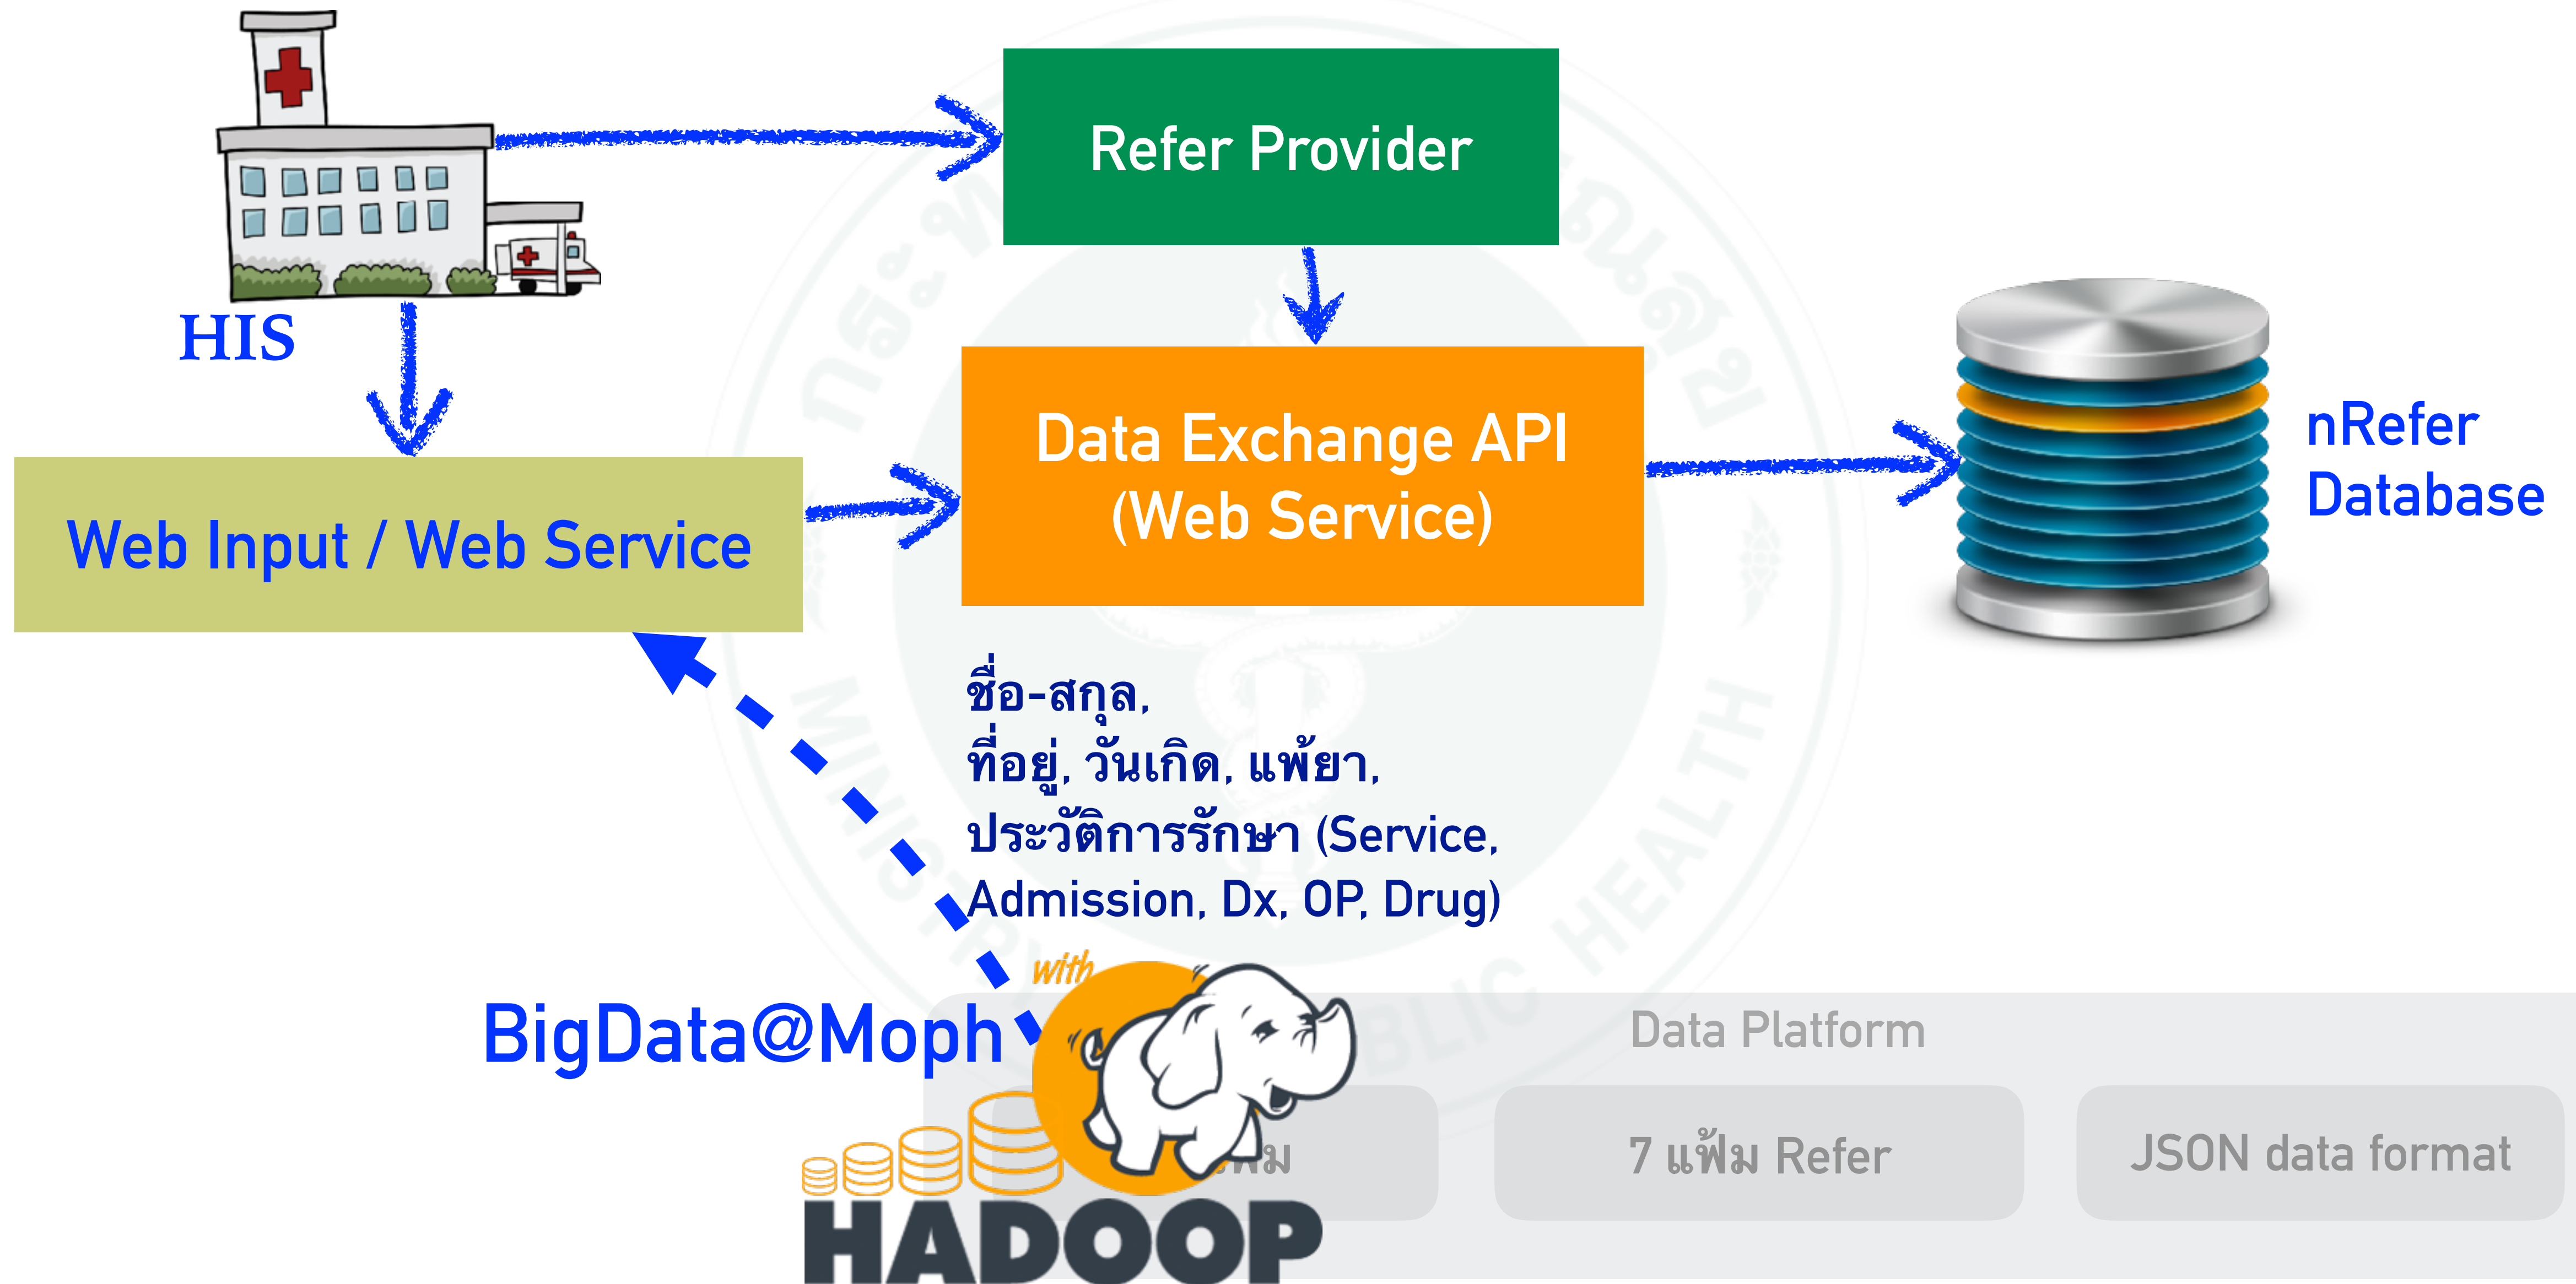 Refer Provider
HIS
Data Exchange API
(Web Service)
nRefer
Database
Web Input / Web Service
ชื่อ-สกุล,
ที่อยู่, วันเกิด, แพ้ยา,
ประวัติการรักษา (Service,
Admission, Dx, OP, Drug)
with
BigData@Moph
HADOOP
Data Platform
7 แฟ้ม Refer
JSON data format
MINISTRY PUBLIC HEALTH